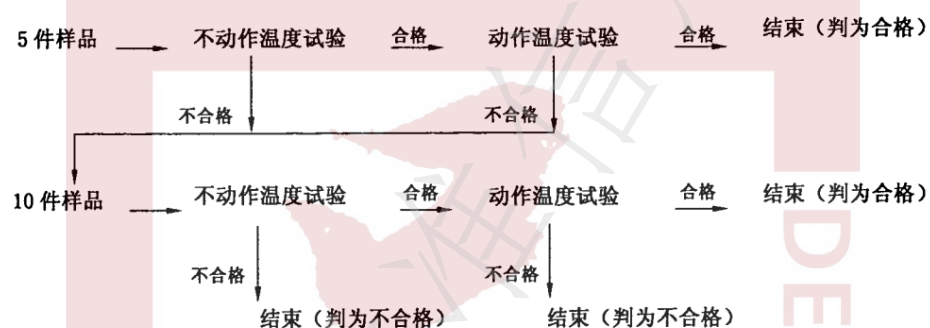 5 件样品 不动作温度试验 合格 动作温度试验 合格 结束（判为合格）
不合格 不合格
10 件样品 不动作温度试验 合格 动作温度试验 合格 结束（判为合格）
不合格 不合格
结束（判为不合格） 结束（判为不合格）
DE